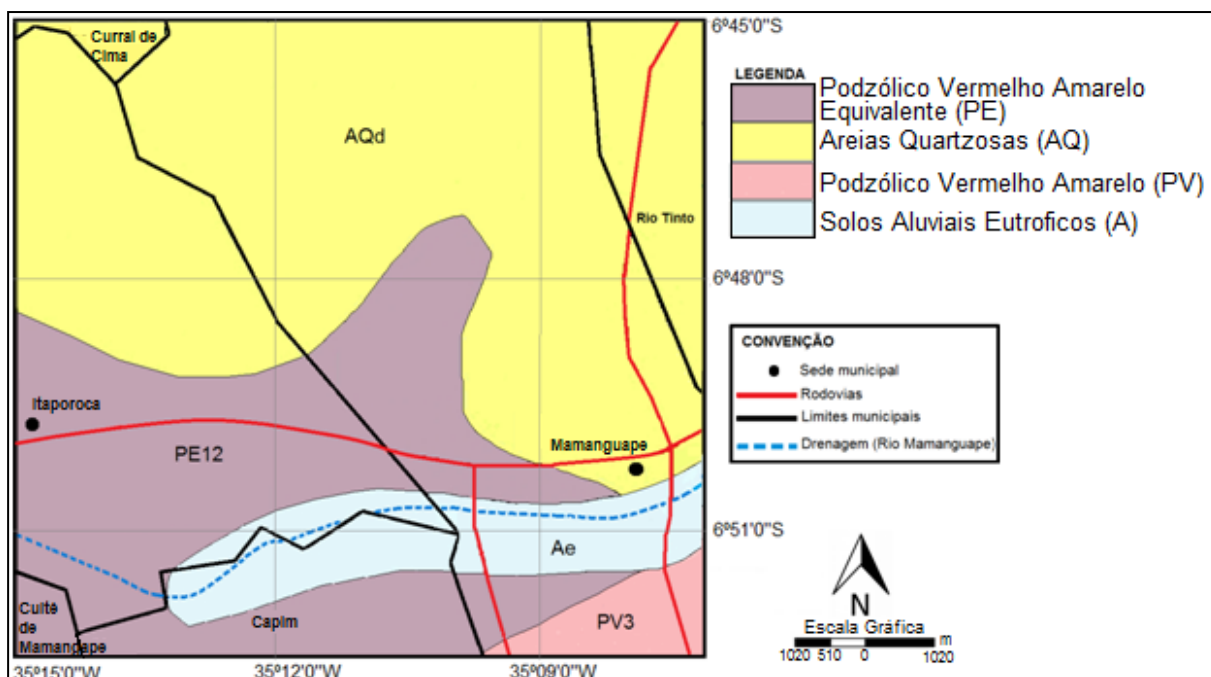 Curral de
Cima
AQd
Rio Tinto
Itaporoca
PE12
Mamanguape
Ae
Cuité
de
Mamangape
Capim
PV3
6º45'0"S
6º48'0"S
6º51'0"S
35º15'0"W
35º12'0"W
35º09'0"W
LEGENDA
Podzólico Vermelho Amarelo
Equivalente (PE)
Areias Quartzosas (AQ)
Podzólico Vermelho Amarelo (PV)
Solos Aluviais Eutroficos (A)
CONVENÇÃO
Sede municipal
Rodovias
Limites municipais
Drenagem (Rio Mamanguape)
N
Escala Gráfica
m
1020 510 0 1020